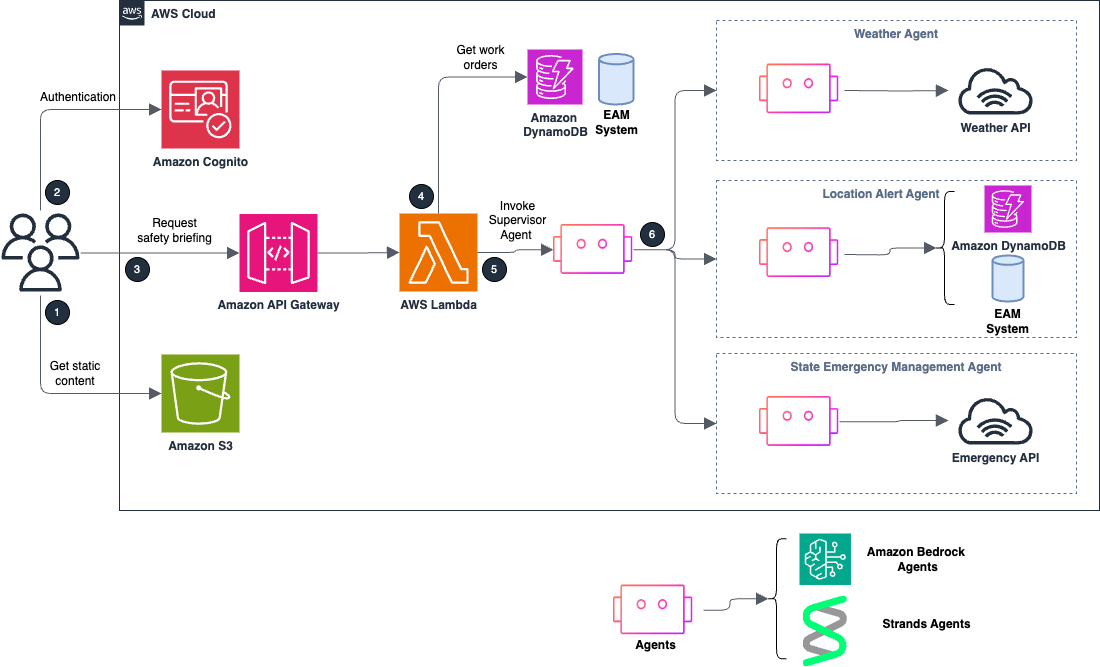 aws
AWS Cloud
Authentication
Amazon Cognito
2
Request
safety briefing
3
Amazon API Gateway
1
Get static
content
Amazon S3
Get work
orders
4
Amazon
DynamoDB
EAM
System
AWS Lambda
Invoke
Supervisor
Agent
5
6
Weather Agent
Weather API
Location Alert Agent
Amazon DynamoDB
EAM
System
State Emergency Management Agent
Emergency API
Agents
Amazon Bedrock
Agents
Strands Agents